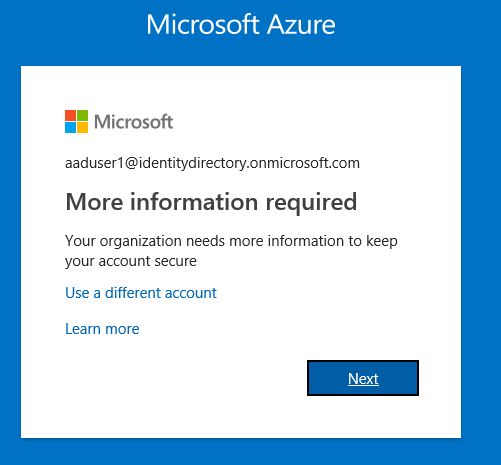 Microsoft Azure
Microsoft
aaduser1@identitydirectory.onmicrosoft.com
More information required
Your organization needs more information to keep
your account secure
Use a different account
Learn more
Next